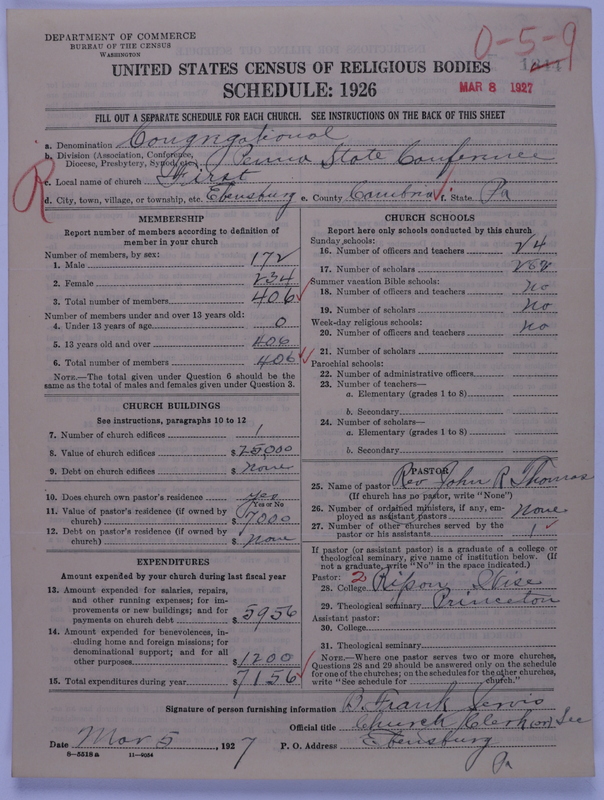 DEPARTMENT OF COMMERCE
BUREAU OF THE CENSUS
WASHINGTON
0-5-9
MAR 8 1927
UNITED STATES CENSUS OF RELIGIOUS BODIES
SCHEDULE: 1926
FILL OUT A SEPARATE SCHEDULE FOR EACH CHURCH. SEE INSTRUCTIONS ON THE BACK OF THIS SHEET
R
a. Denomination Congregational
b. Division (Association, Conference, Diocese, Presbytery, Synod, etc.) Penna State Conference
c. Local name of church First
d. City, town, village, or township, etc. Ebensburg e. County Cambria f. State Pa
MEMBERSHIP
Report number of members according to definition of
member in your church
Number of members, by sex:
1. Male 172
2. Female 234
3. Total number of members 406
Number of members under and over 13 years old:
4. Under 13 years of age 0
5. 13 years old and over 406
6. Total number of members 406
NOTE.—The total given under Question 6 should be
same as the total of males and females given under Question 3.
CHURCH BUILDINGS
See instructions, paragraphs 10 to 12
7. Number of church edifices 1
8. Value of church edifices $ 75000
9. Debt on church edifices $ none
10. Does church own pastor's residence yes
Yes or No
11. Value of pastor's residence (if owned by
church) $ 7000
12. Debt on pastor's residence (if owned by
church) $ none
EXPENDITURES
Amount expended by your church during last fiscal year
13. Amount expended for salaries, repairs,
and other running expenses; for im-
provements or new buildings; and for
payments on church debt $ 5956
14. Amount expended for benevolences, in-
cluding home and foreign missions; for
denominational support; and for all
other purposes $ 1200
15. Total expenditures during year $ 7156
CHURCH SCHOOLS
Report here only schools conducted by this church
Sunday schools:
16. Number of officers and teachers 24
17. Number of scholars
Summer vacation Bible schools:
18. Number of officers and teachers no
19. Number of scholars no
Week-day religious schools:
20. Number of officers and teachers no
21. Number of scholars
Parochial schools:
22. Number of administrative officers
23. Number of teachers—
a. Elementary (grades 1 to 8)
b. Secondary
24. Number of scholars—
a. Elementary (grades 1 to 8)
b. Secondary
PASTOR
25. Name of pastor Rev John R Thomas
(If church has no pastor, write "None")
26. Number of ordained ministers, if any, em-
ployed as assistant pastors none
27. Number of other churches served by the
pastor or his assistants 1
If pastor (or assistant pastor) is a graduate of a college or
theological seminary, give name of institution below. (If
not a graduate, write "No" in the space indicated.)
Pastor: 2
28. College Ripon Wise
29. Theological seminary Princeton
Assistant pastor:
30. College
31. Theological seminary
NOTE.—Where one pastor serves two or more churches,
Questions 28 and 29 should be answered only on the schedule
for one of the churches; on the schedules for the other churches,
write "See schedule for church."
Signature of person furnishing information B. Frank Jervis
Official title Church Clerk
Date Mar 5, 1927 P. O. Address Ebensburg
Pa
8—5518a 11—9054